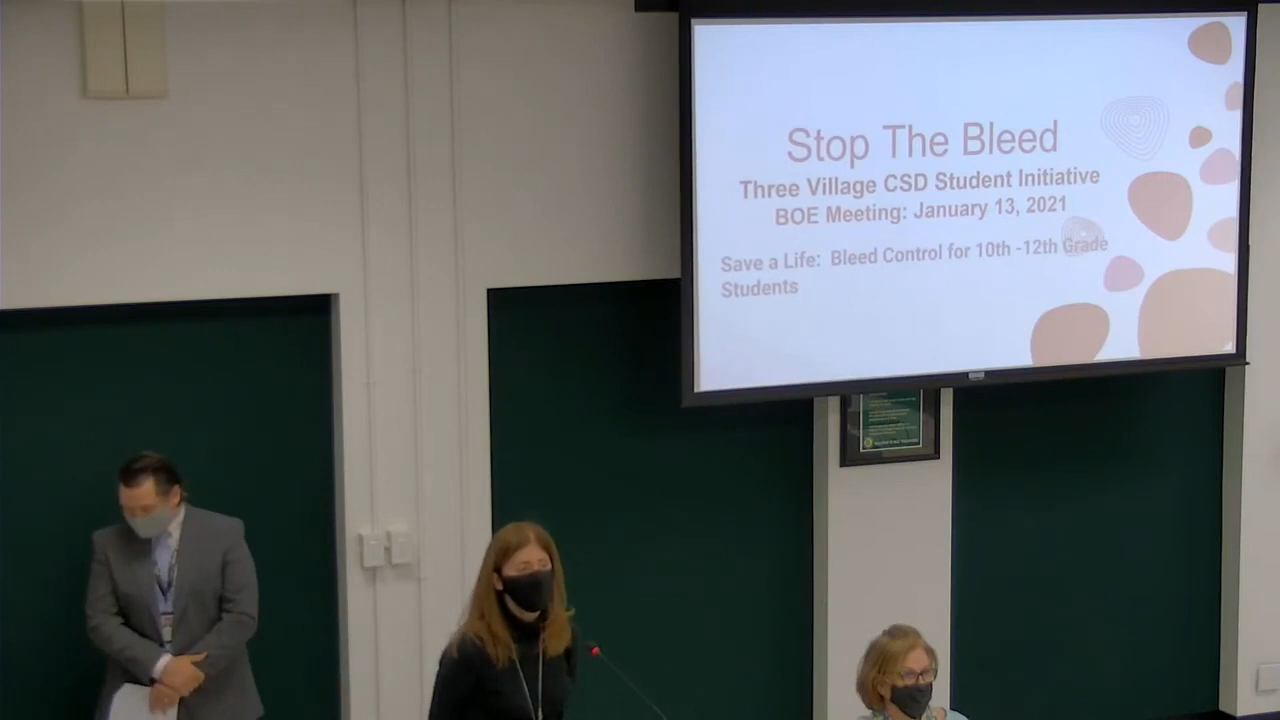 Stop The Bleed
Three Village CSD Student Initiative
BOE Meeting: January 13, 2021
Save a Life: Bleed Control for 10th -12th Grade
Students